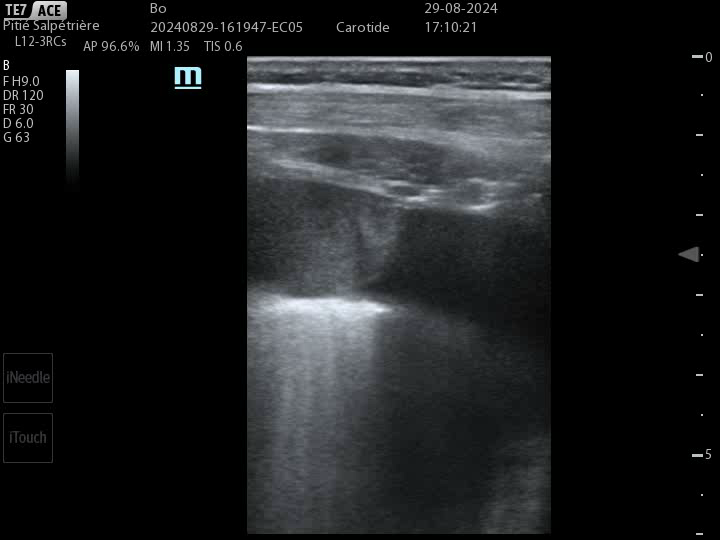 TE7 ACE Bo 29-08-2024
Pitié Salpêtrière 20240829-161947-EC05 Carotide 17:10:21
L12-3RCs AP 96.6% MI 1.35 TIS 0.6
B
F H9.0
DR 120
FR 30
D 6.0
G 63
m
0
iNeedle
iTouch
5